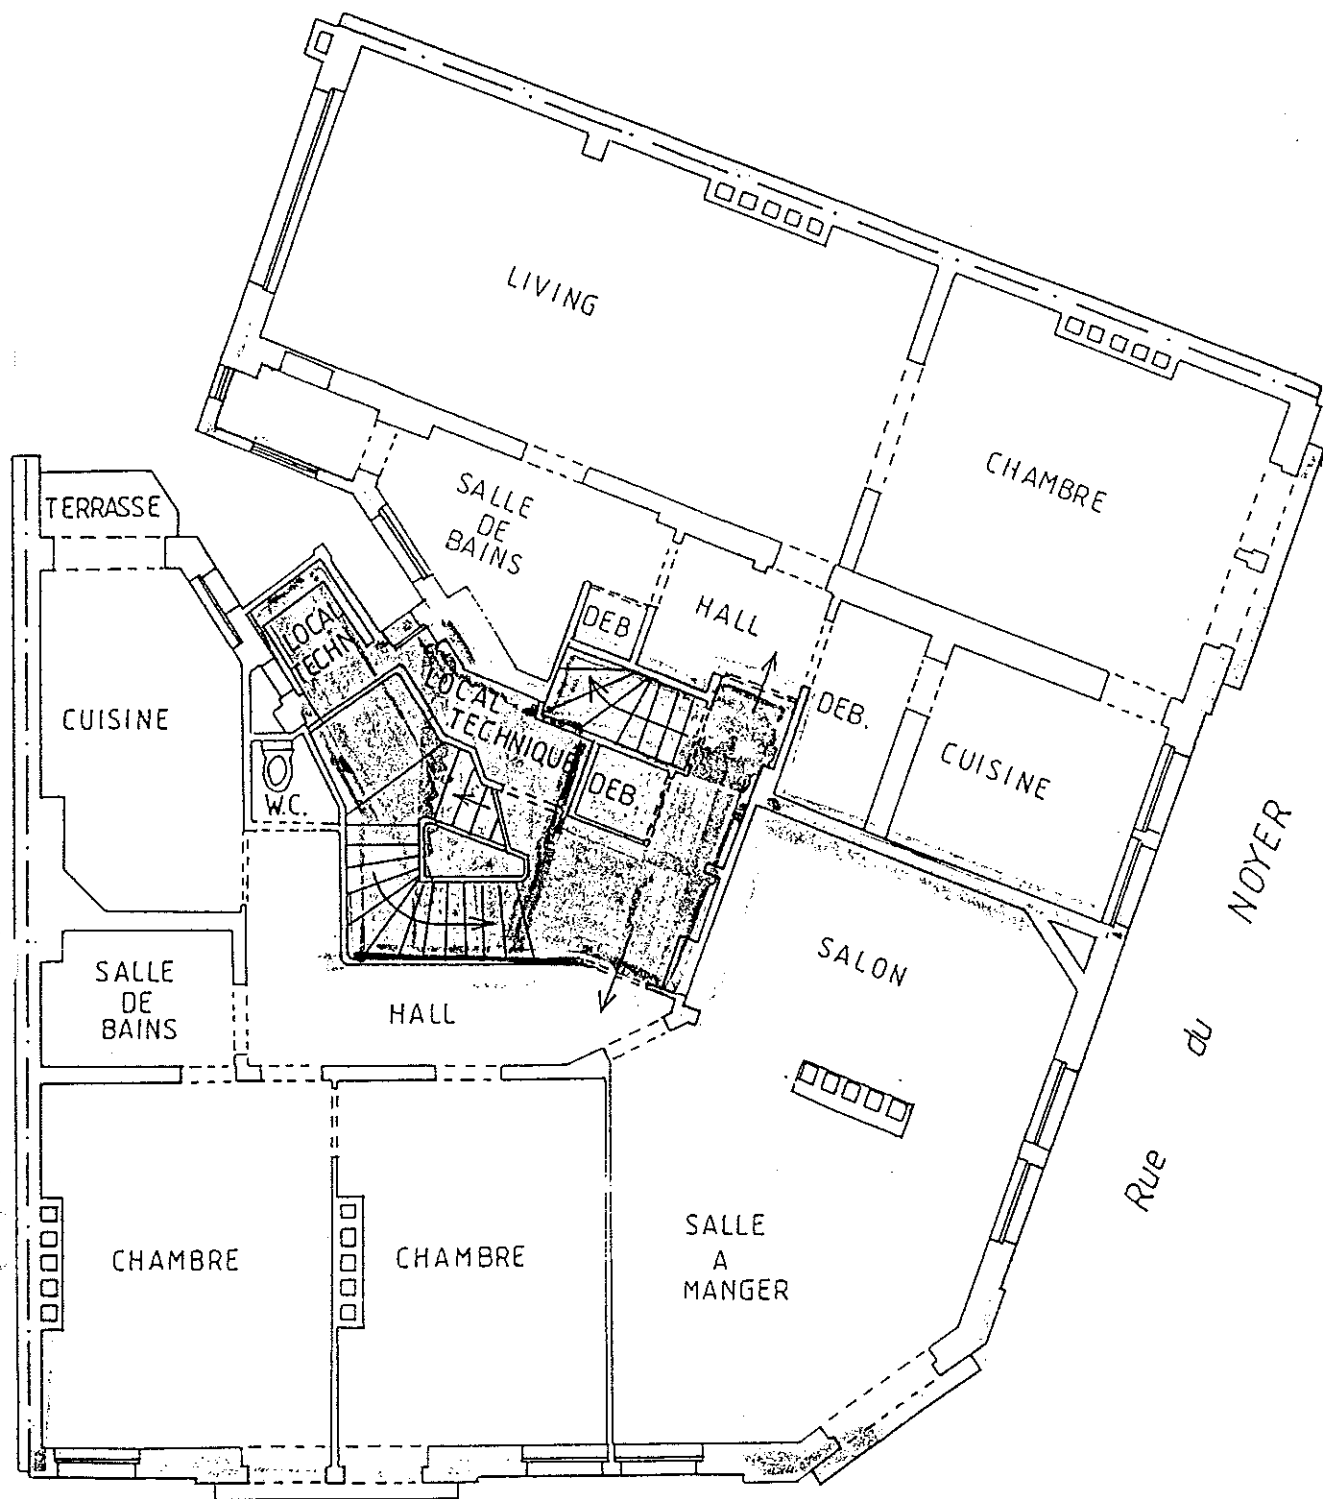 LIVING
CHAMBRE
SALLE
DE
BAINS
TERRASSE
HALL
DEB
LOCAL
TECHN
LOCAL
TECHNIQUE
DEB.
DEB.
CUISINE
CUISINE
W.C.
NOYER
du
Rue
SALON
SALLE
DE
BAINS
HALL
CHAMBRE
CHAMBRE
SALLE
A
MANGER